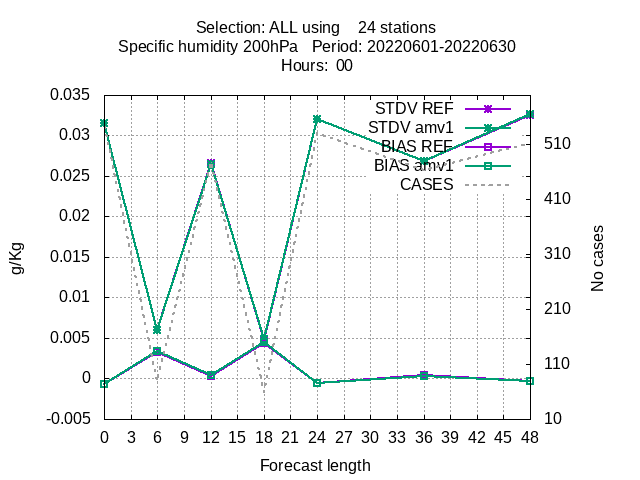 Selection: ALL using    24 stations
Specific humidity 200hPa   Period: 20220601-20220630
Hours:  00
0.035
0.03
0.025
0.02
0.015
0.01
0.005
0
-0.005
g/Kg
STDV REF
STDV amv1
BIAS REF
BIAS amv1
CASES
510
410
310
210
110
10
No cases
0 3 6 9 12 15 18 21 24 27 30 33 36 39 42 45 48
Forecast length